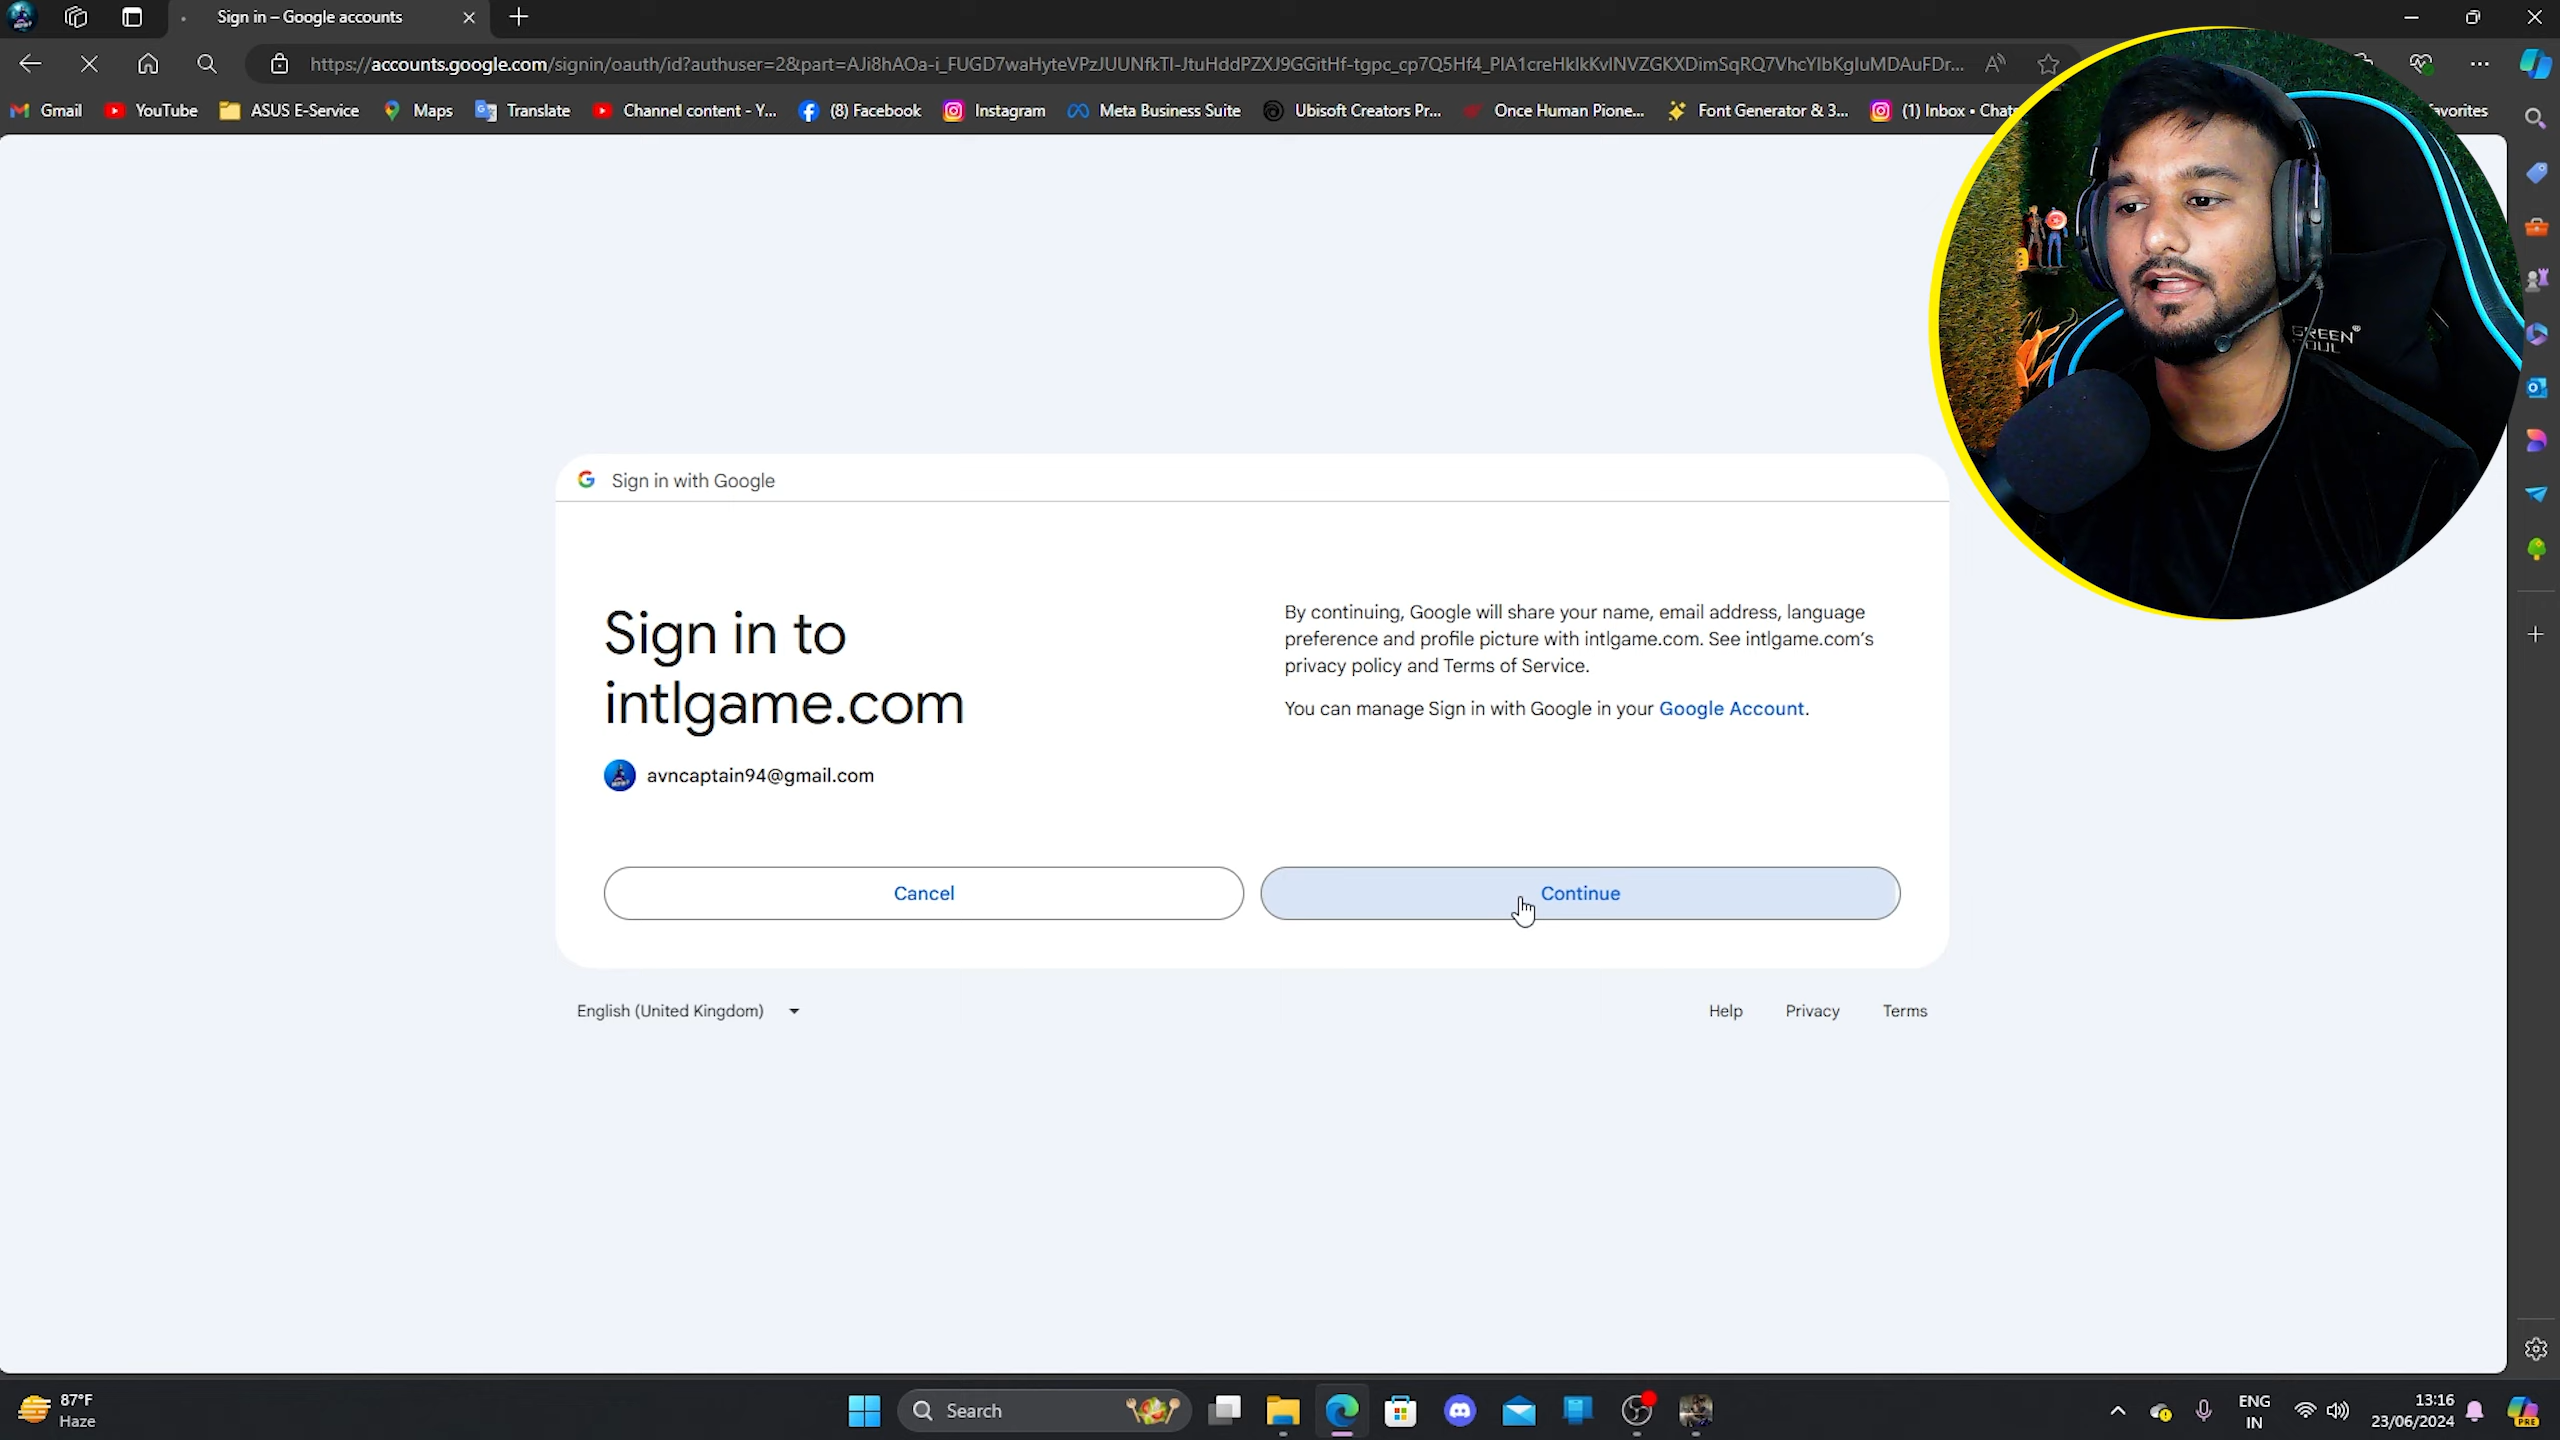 Sign in – Google accounts
https://accounts.google.com/signin/oauth/id?authuser=2&part=AJi8hAOa-i_FUGD7waHyteVPzJUUNfkTI-JtuHddPZXJ9GGitHf-tgpc_cp7Q5Hf4_PIA1creHkIkKvINVZGKXDimSqRQ7VhcYIbKgIuMDAuFDr...
Gmail YouTube ASUS E-Service Maps Translate Channel content - Y... (8) Facebook Instagram Meta Business Suite Ubisoft Creators Pr... Once Human Pione... Font Generator & 3... (1) Inbox • Chat avorites
GREEN
SOUL
Sign in with Google
Sign in to
intlgame.com
avncaptain94@gmail.com
By continuing, Google will share your name, email address, language
preference and profile picture with intlgame.com. See intlgame.com’s
privacy policy and Terms of Service.
You can manage Sign in with Google in your Google Account.
Cancel
Continue
English (United Kingdom)
Help Privacy Terms
87°F
Haze
Search
ENG
IN
13:16
23/06/2024
PRE